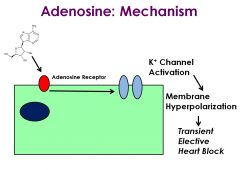 Adenosine: Mechanism
Adenosine Receptor
K+ Channel
Activation
Membrane
Hyperpolarization
Transient
Elective
Heart Block